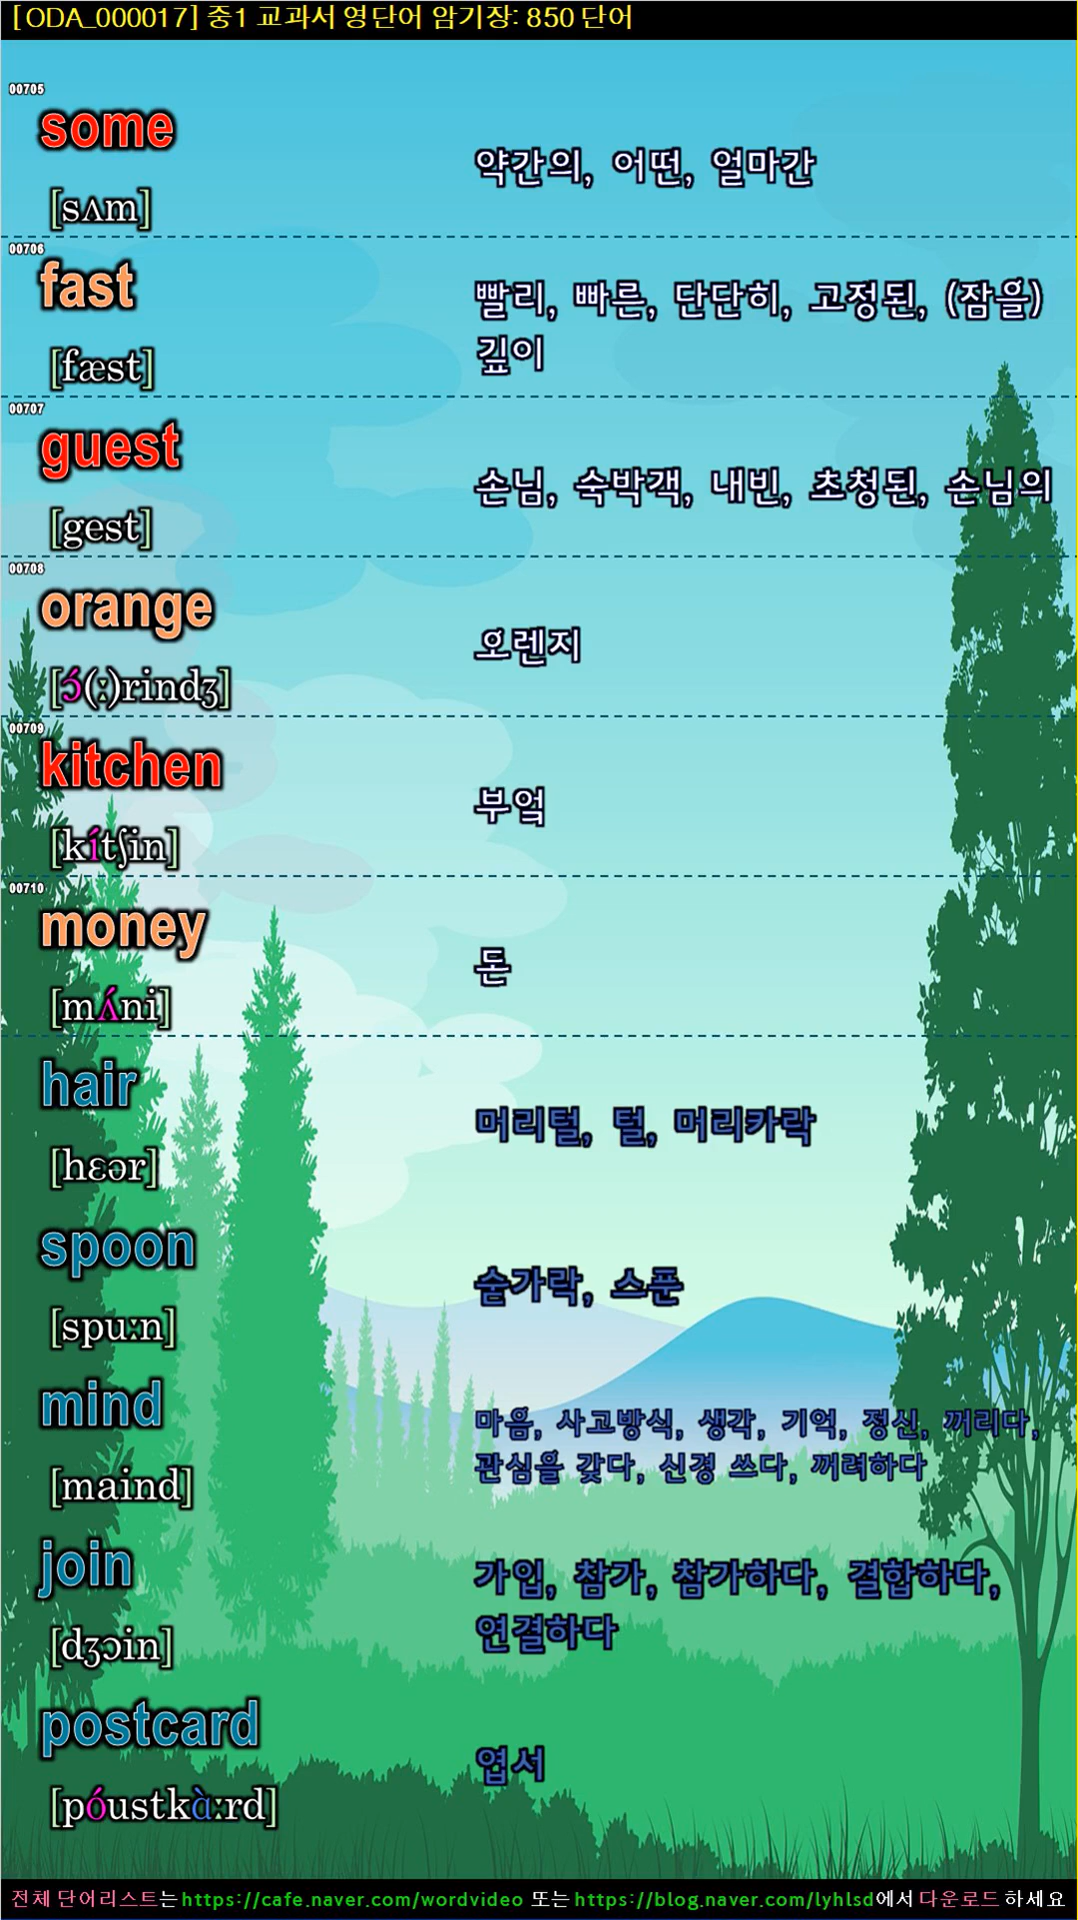 [ODA_000017] 중1 교과서 영단어 암기장: 850 단어
00705
some
약간의, 어떤, 얼마간
[sʌm]
00706
fast
빨리, 빠른, 단단히, 고정된, (잠을)
깊이
[fæst]
00707
guest
손님, 숙박객, 내빈, 초청된, 손님의
[gest]
00708
orange
오렌지
[ɔ́(ː)rindʒ]
00709
kitchen
부엌
[kítʃin]
00710
money
돈
[mʌ́ni]
hair
머리털, 털, 머리카락
[hɛər]
spoon
숟가락, 스푼
[spuːn]
mind
마음, 사고방식, 생각, 기억, 정신, 꺼리다,
관심을 갖다, 신경 쓰다, 꺼려하다
[maind]
join
가입, 참가, 참가하다, 결합하다,
연결하다
[dʒɔin]
postcard
엽서
[póustkὰːrd]
전체 단어리스트는 https://cafe.naver.com/wordvideo 또는 https://blog.naver.com/lyhlsd에서 다운로드 하세요